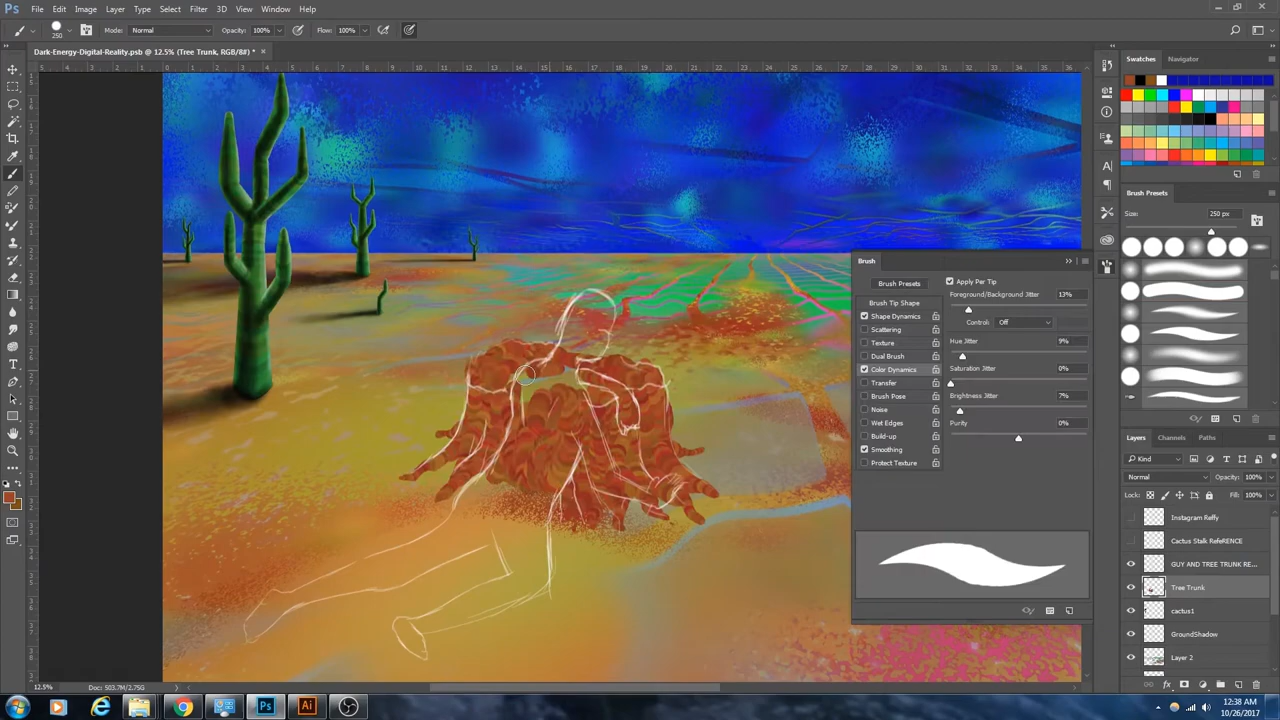 Ps File Edit Image Layer Type Select Filter 3D View Window Help
250 Mode: Normal Opacity: 100% Flow: 100%
Dark-Energy-Digital-Reality.psb @ 12.5% (Tree Trunk, RGB/8#) *
Swatches Navigator
Brush Presets
Size: 250 px
Brush
Brush Presets
Brush Tip Shape
Shape Dynamics
Scattering
Texture
Dual Brush
Color Dynamics
Transfer
Brush Pose
Noise
Wet Edges
Build-up
Smoothing
Protect Texture
Apply Per Tip
Foreground/Background Jitter 13%
Control: Off
Hue Jitter 9%
Saturation Jitter 0%
Brightness Jitter 7%
Purity 0%
Layers Channels Paths
Kind
Normal Opacity: 100%
Lock: Fill: 100%
Instagram Reffy
Cactus Stalk RefeRENCE
GUY AND TREE TRUNK RE...
Tree Trunk
cactus1
GroundShadow
Layer 2
12.5% Doc: 503.7M/2.75G
Ps Ai
12:38 AM
10/26/2017